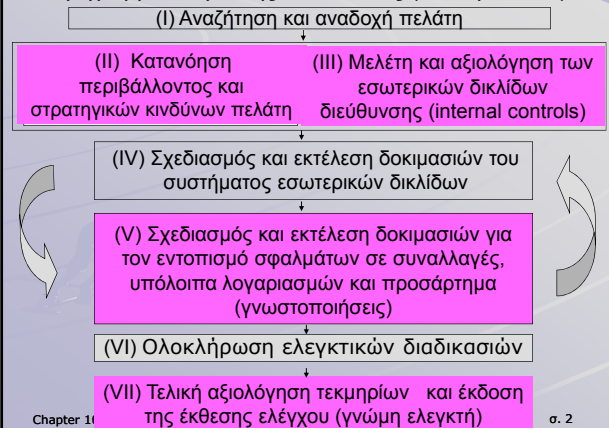 (I) Αναζήτηση και αναδοχή πελάτη
(II) Κατανόηση
περιβάλλοντος και
στρατηγικών κινδύνων πελάτη
(III) Μελέτη και αξιολόγηση των
εσωτερικών δικλίδων
διεύθυνσης (internal controls)
(IV) Σχεδιασμός και εκτέλεση δοκιμασιών του
συστήματος εσωτερικών δικλίδων
(V) Σχεδιασμός και εκτέλεση δοκιμασιών για
τον εντοπισμό σφαλμάτων σε συναλλαγές,
υπόλοιπα λογαριασμών και προσάρτημα
(γνωστοποιήσεις)
(VI) Ολοκλήρωση ελεγκτικών διαδικασιών
(VII) Τελική αξιολόγηση τεκμηρίων και έκδοση
της έκθεσης ελέγχου (γνώμη ελεγκτή)
Chapter
σ. 2